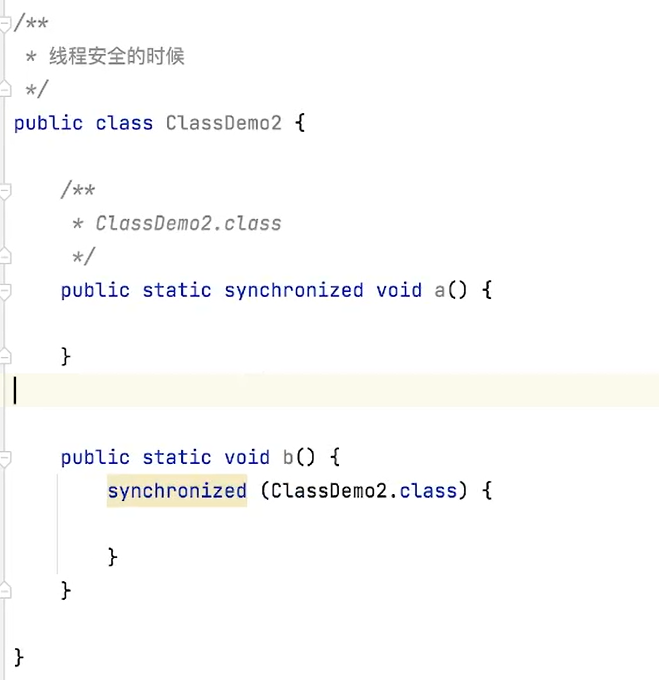 /**
 * 线程安全的时候
 */
public class ClassDemo2 {
    /**
     * ClassDemo2.class
     */
    public static synchronized void a() {
    }
    public static void b() {
        synchronized (ClassDemo2.class) {
        }
    }
}